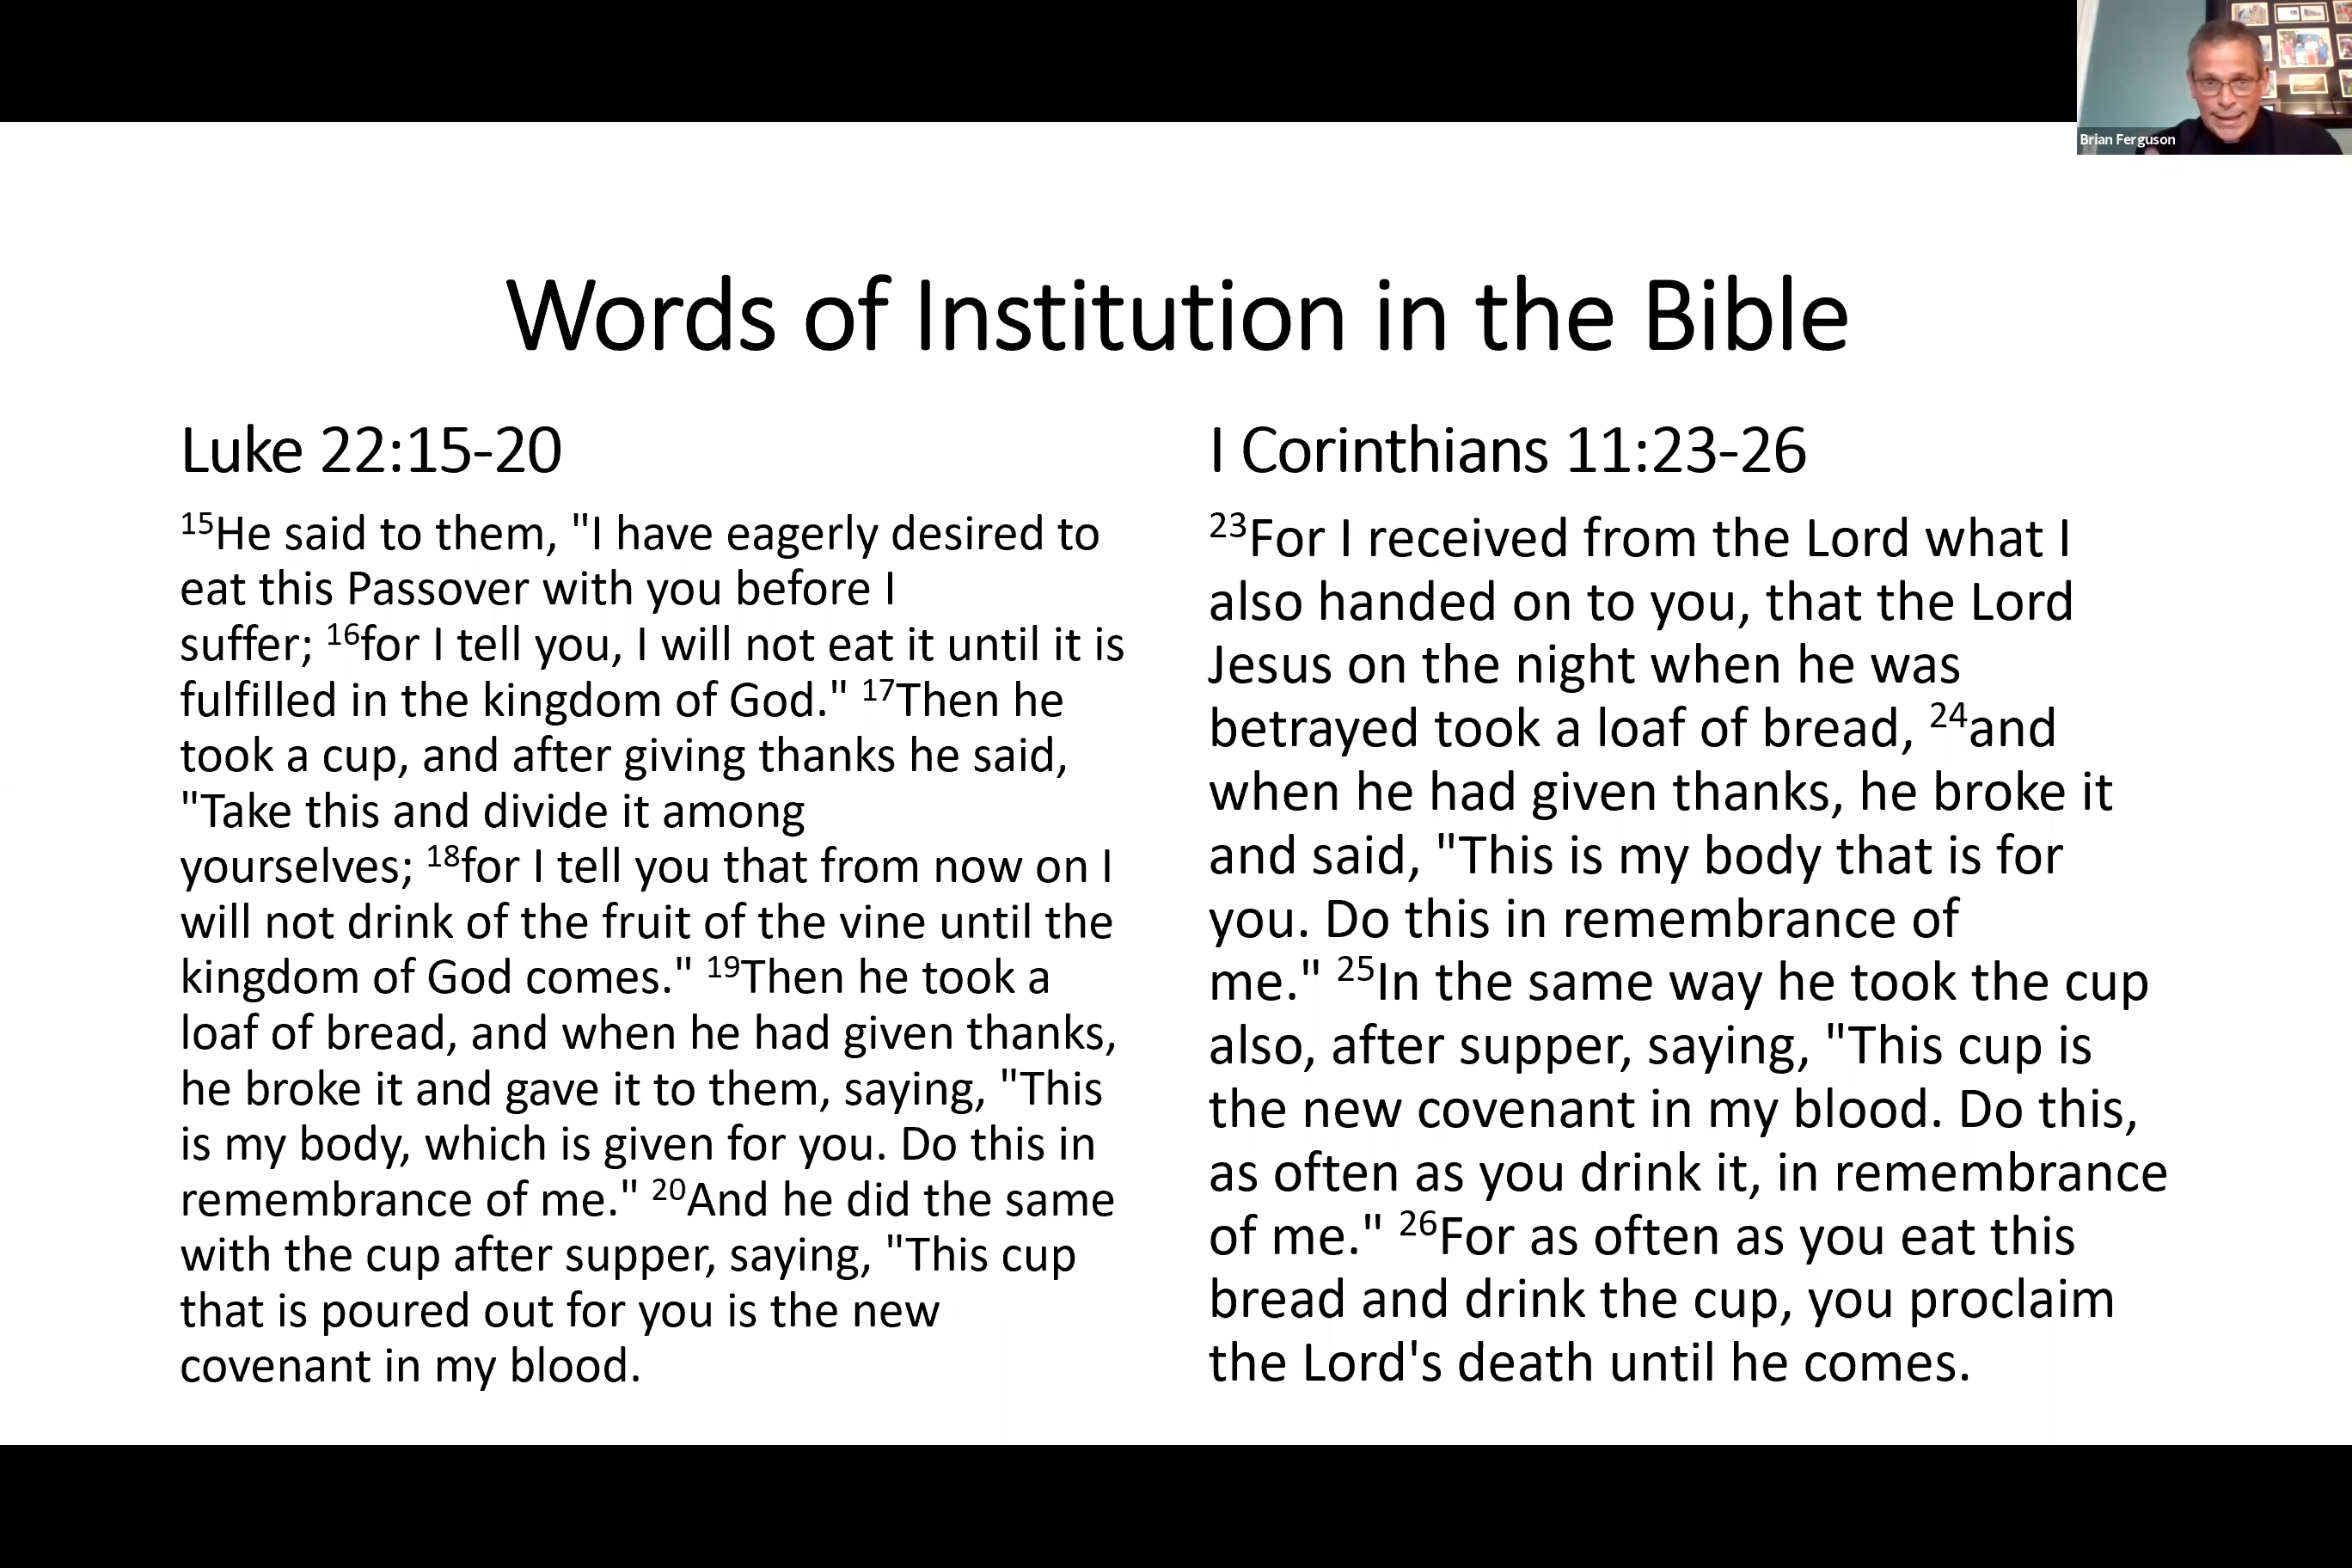 Brian Ferguson
Words of Institution in the Bible
Luke 22:15-20
15He said to them, "I have eagerly desired to
eat this Passover with you before I
suffer; 16for I tell you, I will not eat it until it is
fulfilled in the kingdom of God." 17Then he
took a cup, and after giving thanks he said,
"Take this and divide it among
yourselves; 18for I tell you that from now on I
will not drink of the fruit of the vine until the
kingdom of God comes." 19Then he took a
loaf of bread, and when he had given thanks,
he broke it and gave it to them, saying, "This
is my body, which is given for you. Do this in
remembrance of me." 20And he did the same
with the cup after supper, saying, "This cup
that is poured out for you is the new
covenant in my blood.
I Corinthians 11:23-26
23For I received from the Lord what I
also handed on to you, that the Lord
Jesus on the night when he was
betrayed took a loaf of bread, 24and
when he had given thanks, he broke it
and said, "This is my body that is for
you. Do this in remembrance of
me." 25In the same way he took the cup
also, after supper, saying, "This cup is
the new covenant in my blood. Do this,
as often as you drink it, in remembrance
of me." 26For as often as you eat this
bread and drink the cup, you proclaim
the Lord's death until he comes.